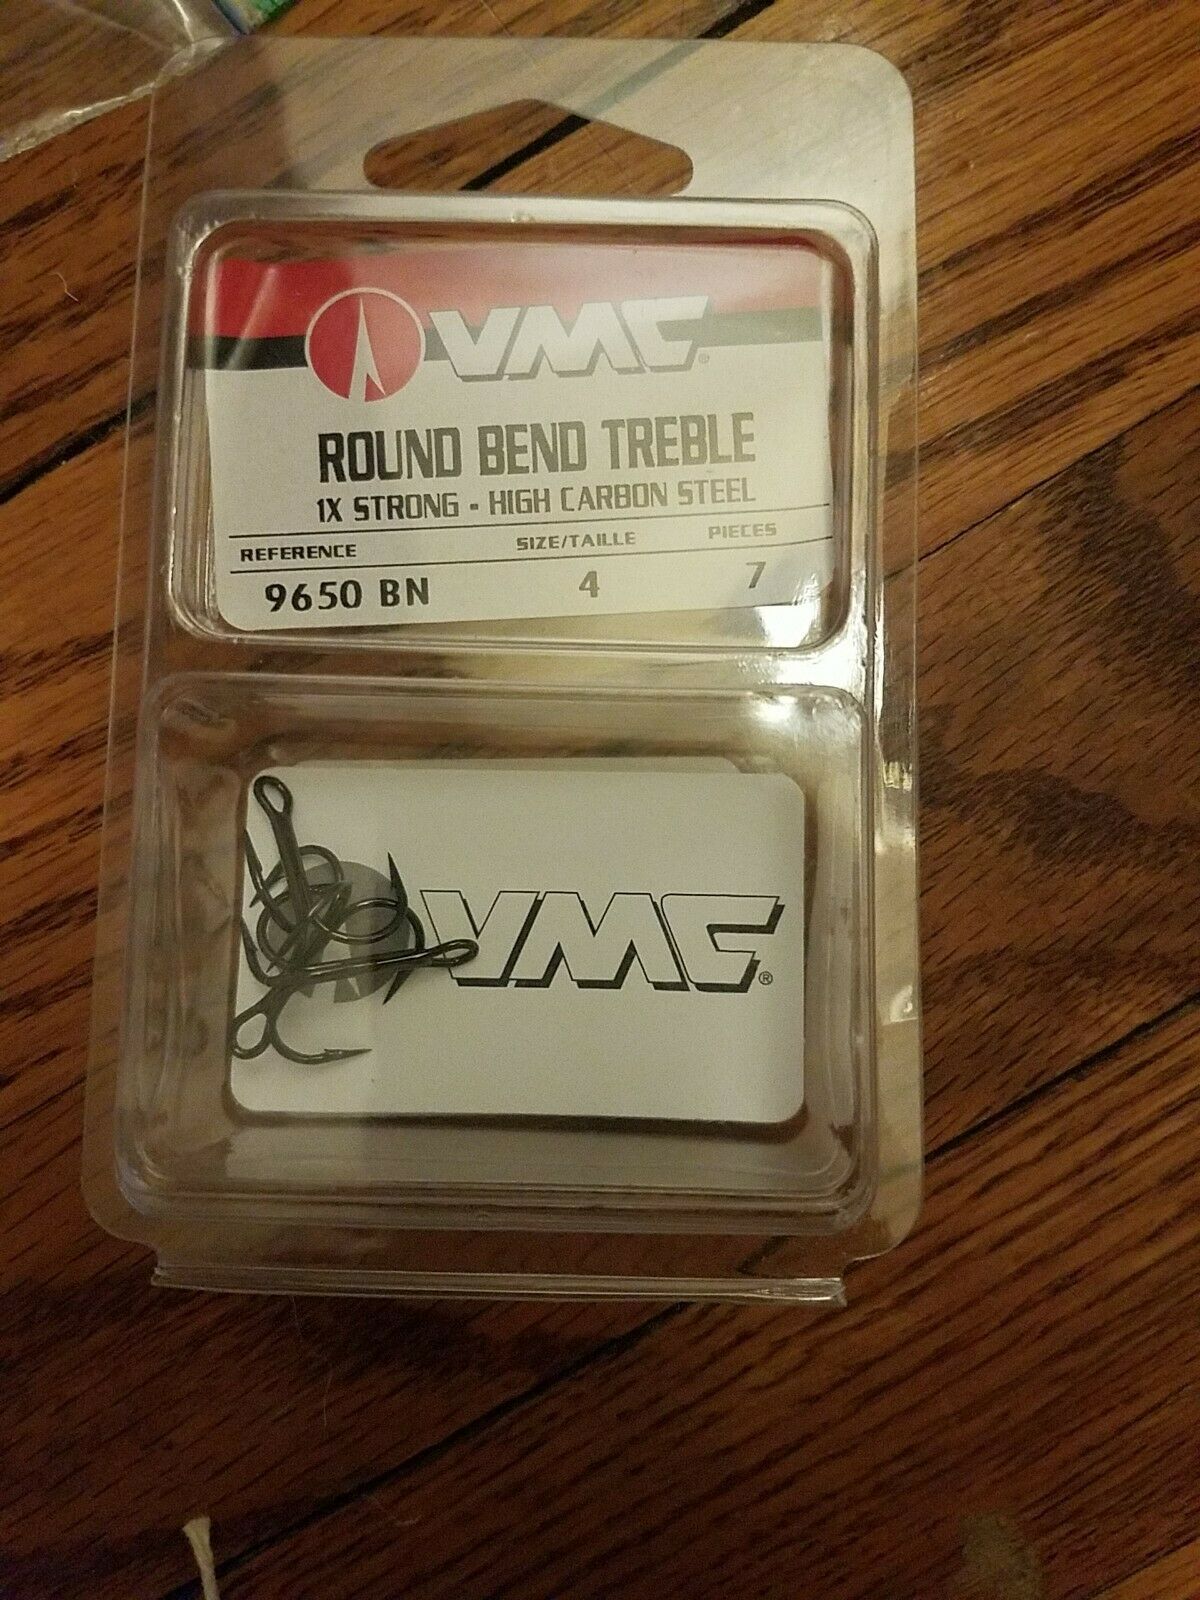 VMC®
ROUND BEND TREBLE
1X STRONG - HIGH CARBON STEEL
REFERENCE SIZE/TAILLE PIECES
9650 BN 4 7
VMC®